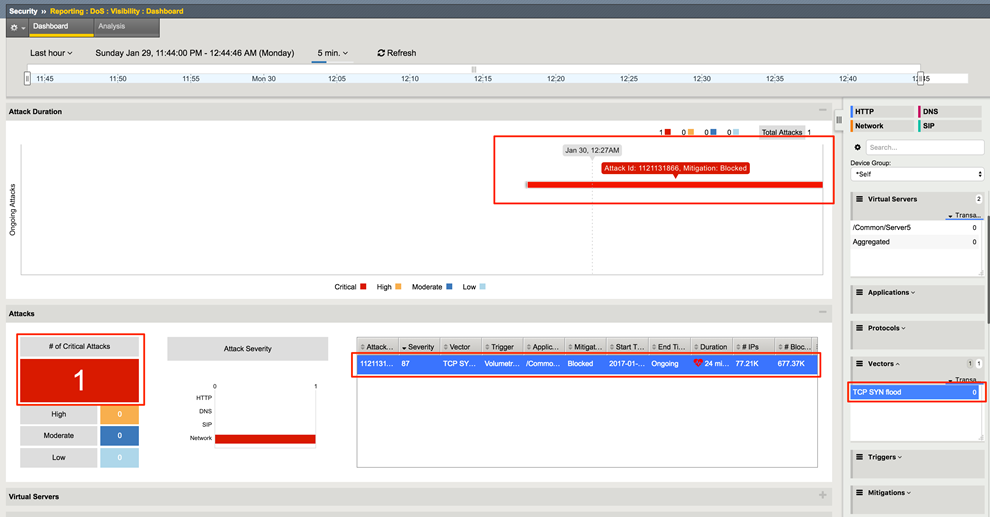 Security » Reporting : DoS : Visibility : Dashboard
Dashboard Analysis
Last hour Sunday Jan 29, 11:44:00 PM - 12:44:46 AM (Monday) 5 min. Refresh
11:45 11:50 11:55 Mon 30 12:05 12:10 12:15 12:20 12:25 12:30 12:35 12:40 12:45
Attack Duration
1 0 0 0 Total Attacks 1
Jan 30, 12:27AM
Attack Id: 1121131866, Mitigation: Blocked
Ongoing Attacks
Critical High Moderate Low
Attacks
# of Critical Attacks
1
High 0
Moderate 0
Low 0
Attack Severity
0 1
HTTP
DNS
SIP
Network
Attack... Severity Vector Trigger Applic... Mitigat... Start T... End Ti... Duration # IPs # Bloc...
1121131... 87 TCP SY... Volumetr... /Commo... Blocked 2017-01-... Ongoing 24 mi... 77.21K 677.37K
Virtual Servers
HTTP DNS
Network SIP
Search...
Device Group:
*Self
Virtual Servers 2
Transa...
/Common/Server5 0
Aggregated 0
Applications
Protocols
Vectors 1 1
Transa...
TCP SYN flood 0
Triggers
Mitigations